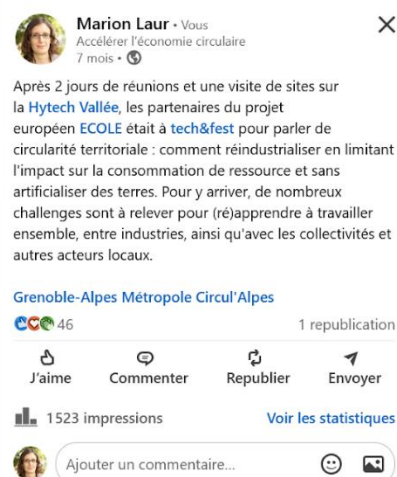 Marion Laur • Vous
Accélérer l'économie circulaire
7 mois •
Après 2 jours de réunions et une visite de sites sur
la Hytech Vallée, les partenaires du projet
européen ECOLE était à tech&fest pour parler de
circularité territoriale : comment réindustrialiser en limitant
l'impact sur la consommation de ressource et sans
artificialiser des terres. Pour y arriver, de nombreux
challenges sont à relever pour (ré)apprendre à travailler
ensemble, entre industries, ainsi qu'avec les collectivités et
autres acteurs locaux.
Grenoble-Alpes Métropole Circul'Alpes
46 1 republication
J'aime Commenter Republier Envoyer
1523 impressions Voir les statistiques
Ajouter un commentaire...